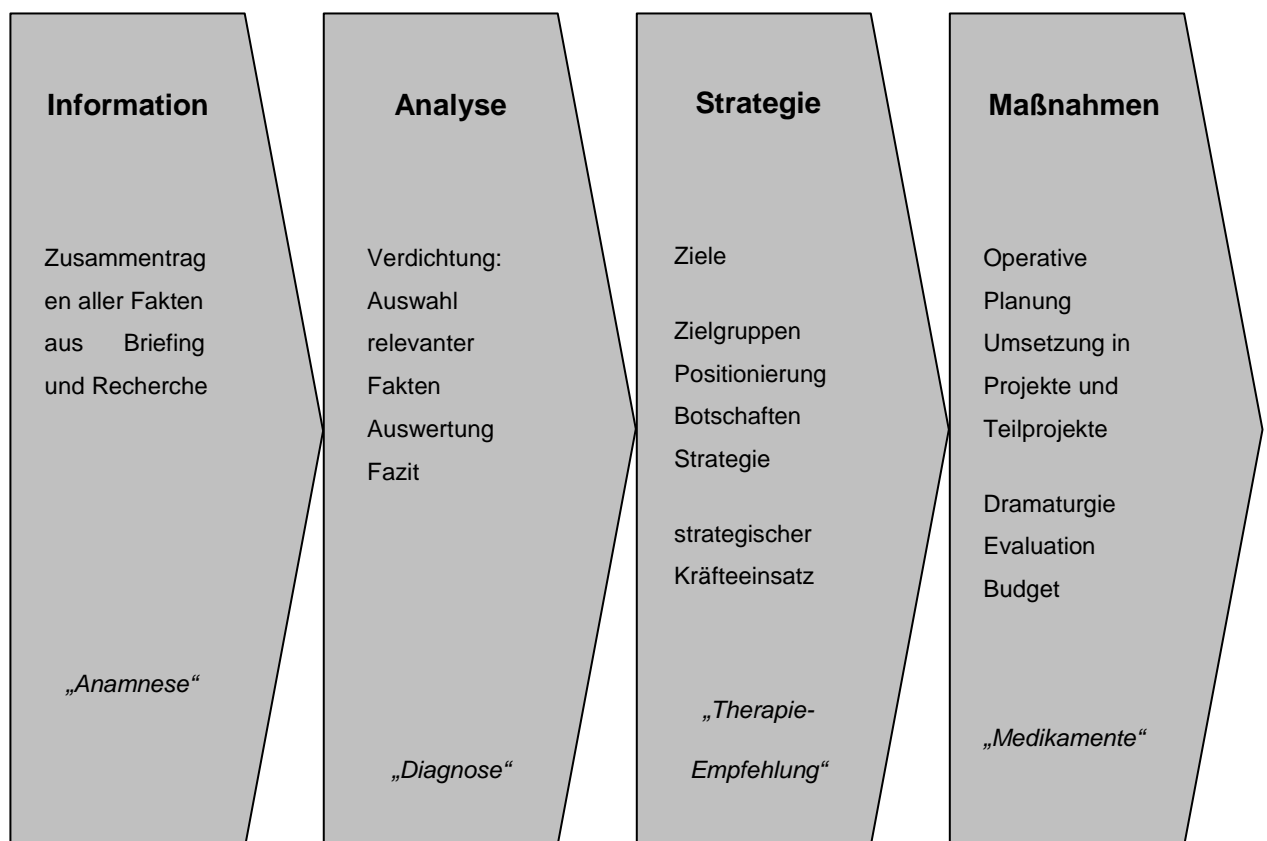 Information
Zusammentrag
en aller Fakten
aus Briefing
und Recherche
„Anamnese“
Analyse
Verdichtung:
Auswahl
relevanter
Fakten
Auswertung
Fazit
„Diagnose“
Strategie
Ziele
Zielgruppen
Positionierung
Botschaften
Strategie
strategischer
Kräfteeinsatz
„Therapie-
Empfehlung“
Maßnahmen
Operative
Planung
Umsetzung in
Projekte und
Teilprojekte
Dramaturgie
Evaluation
Budget
„Medikamente“